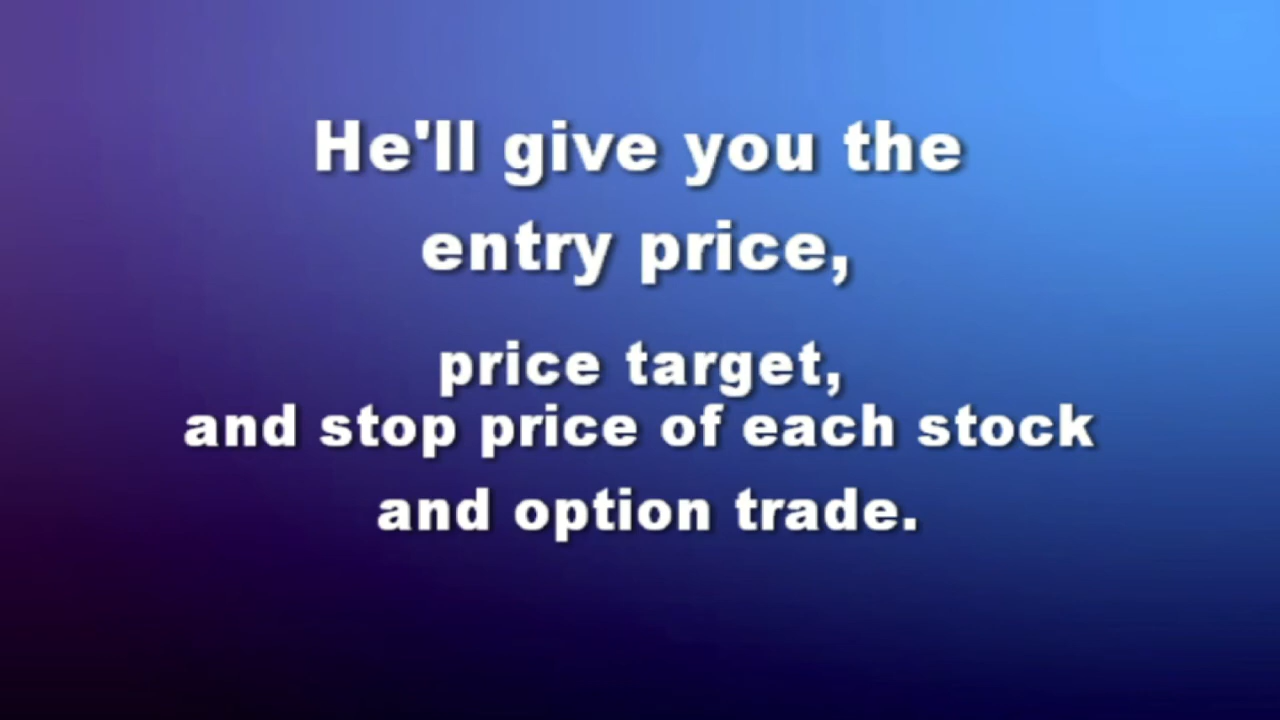 He'll give you the
entry price,
price target,
and stop price of each stock
and option trade.